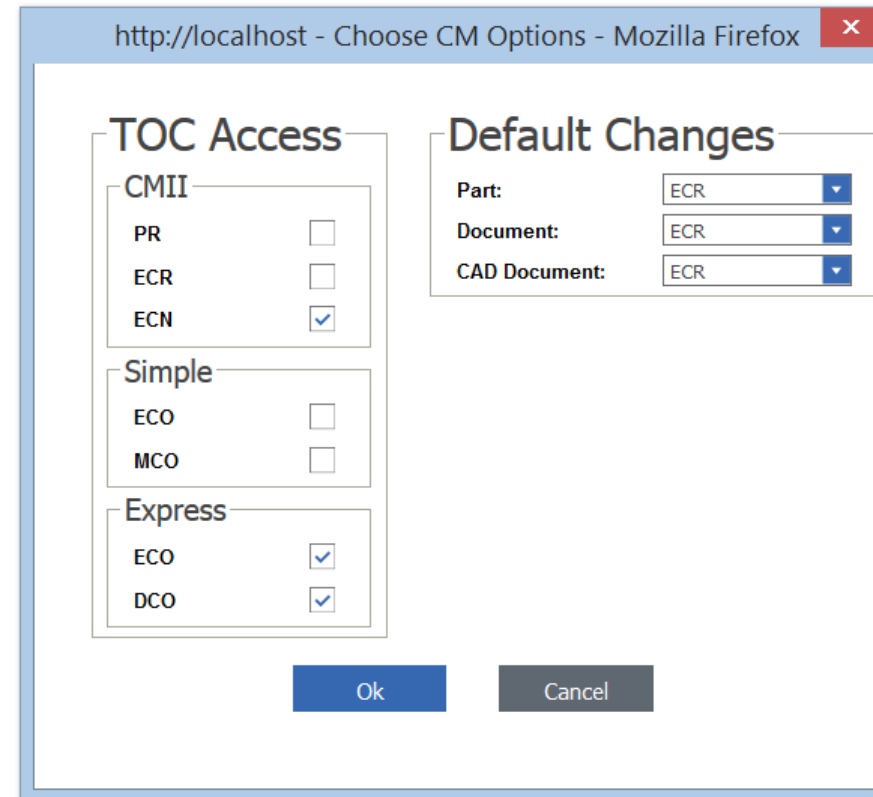 http://localhost - Choose CM Options - Mozilla Firefox
TOC Access
CMII
PR
ECR
ECN
Simple
ECO
MCO
Express
ECO
DCO
Default Changes
Part: ECR
Document: ECR
CAD Document: ECR
Ok Cancel